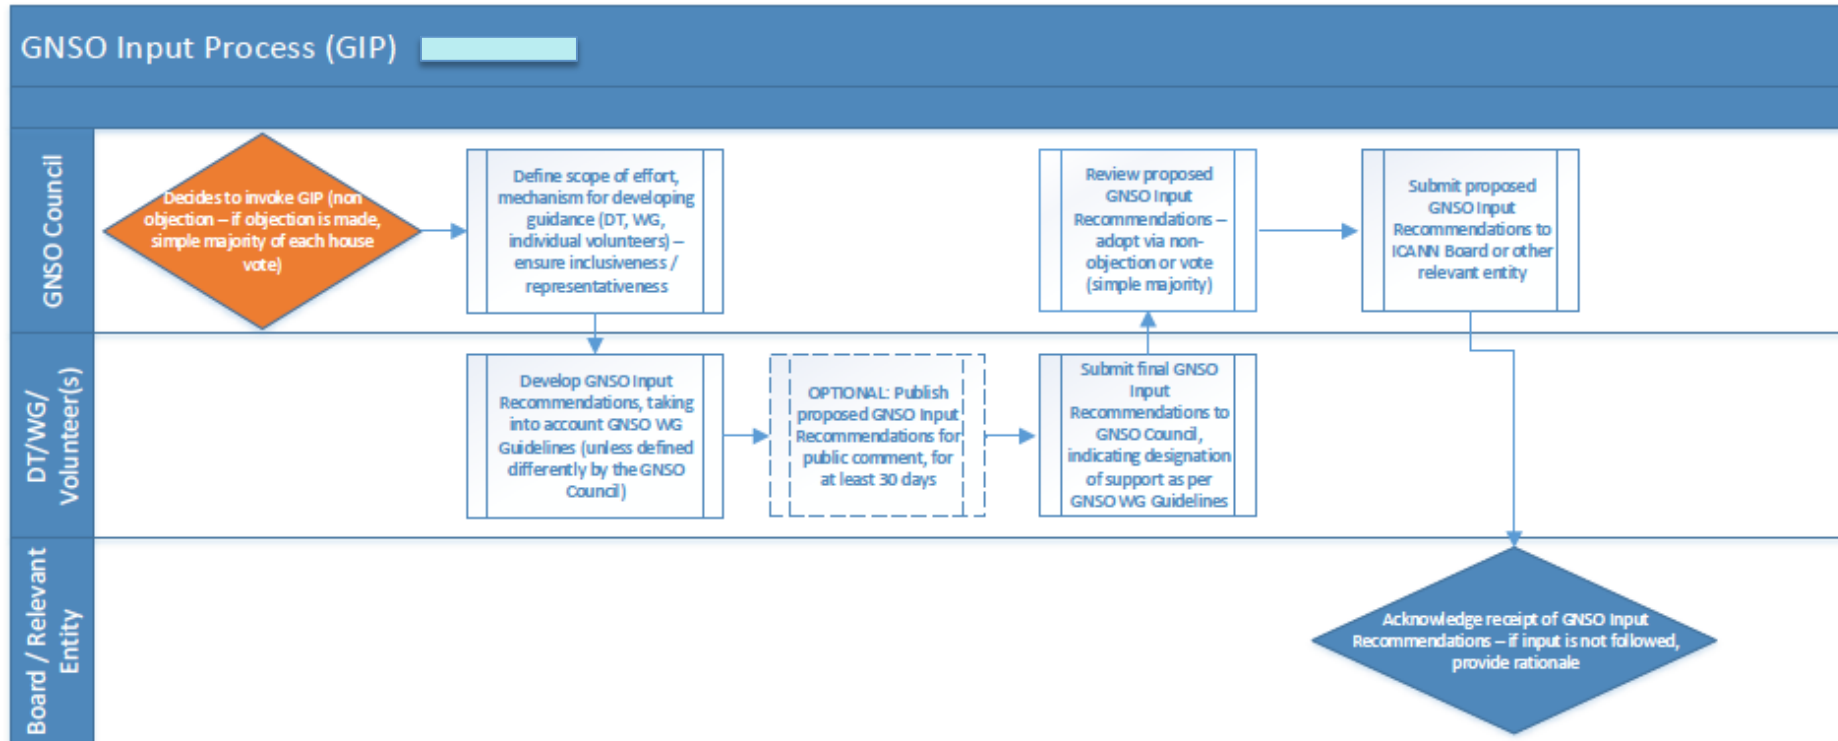 GNSO Input Process (GIP)
GNSO Council
Decides to invoke GIP (non
objection – if objection is made,
simple majority of each house
vote)
Define scope of effort,
mechanism for developing
guidance (DT, WG,
individual volunteers) –
ensure inclusiveness /
representativeness
Review proposed
GNSO Input
Recommendations –
adopt via non-
objection or vote
(simple majority)
Submit proposed
GNSO Input
Recommendations to
ICANN Board or other
relevant entity
DT/WG/
Volunteer(s)
Develop GNSO Input
Recommendations, taking
into account GNSO WG
Guidelines (unless defined
differently by the GNSO
Council)
OPTIONAL: Publish
proposed GNSO Input
Recommendations for
public comment, for
at least 30 days
Submit final GNSO
Input
Recommendations to
GNSO Council,
indicating designation
of support as per
GNSO WG Guidelines
Board / Relevant
Entity
Acknowledge receipt of GNSO Input
Recommendations – if input is not followed,
provide rationale